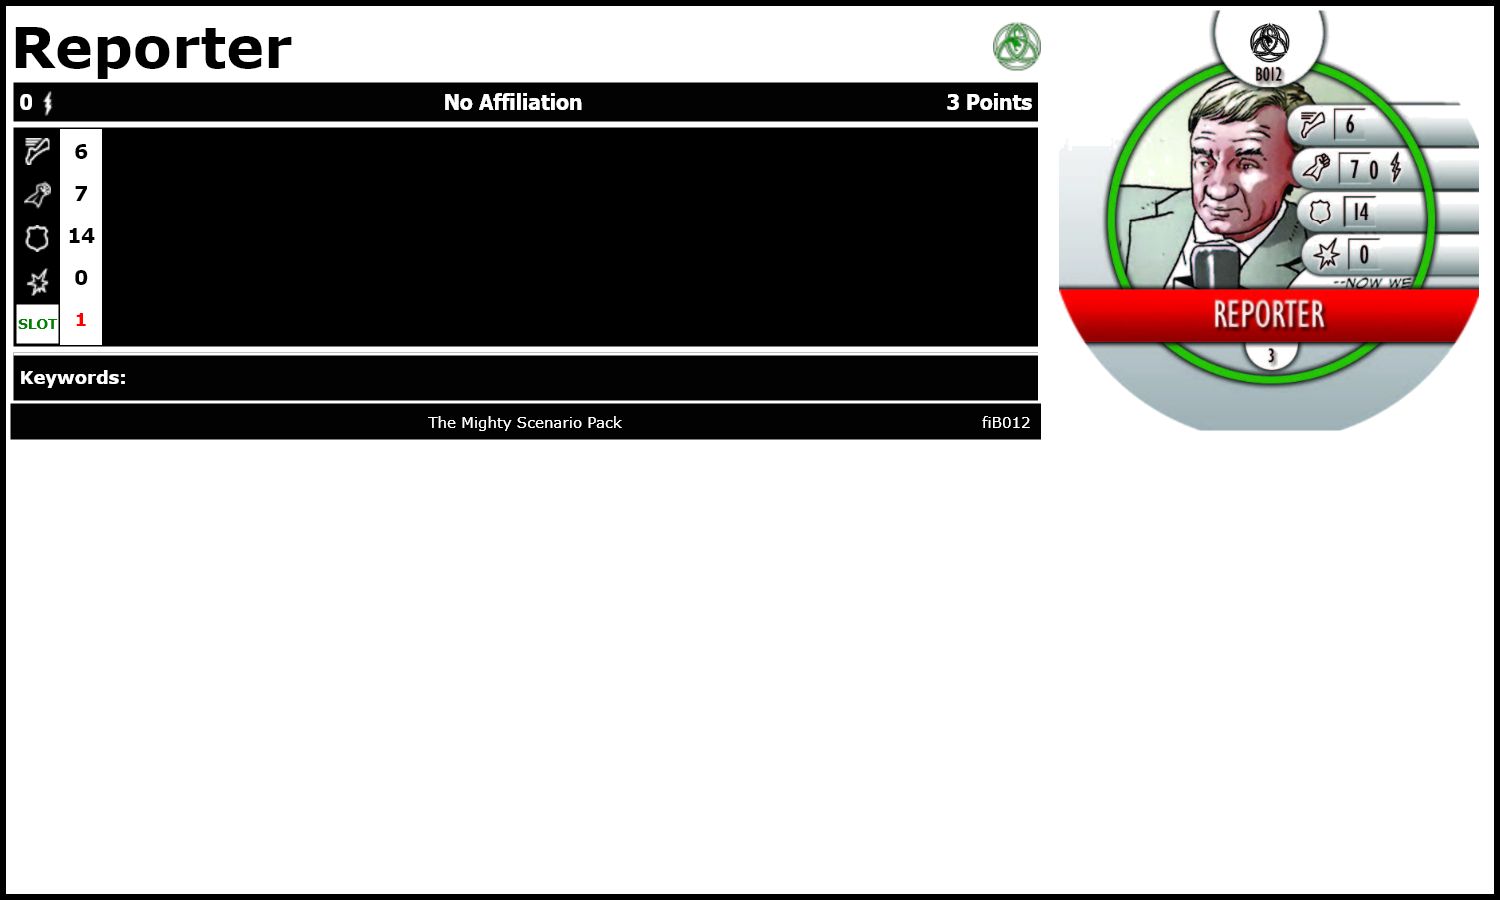 Reporter
0 No Affiliation 3 Points
6
7
14
0
SLOT 1
Keywords:
The Mighty Scenario Pack fiB012
B012
6
7 0
14
0
--NOW WE
REPORTER
3